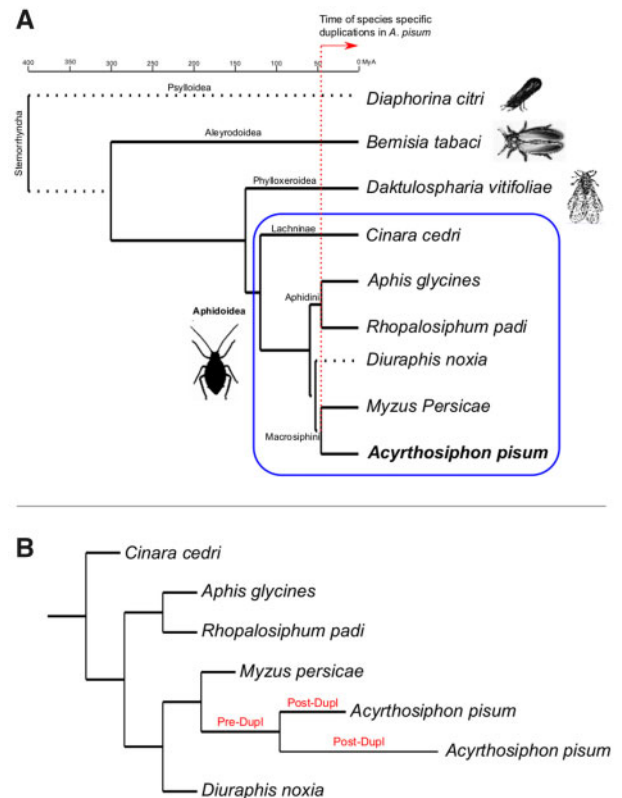 A
Time of species specific
duplications in A. pisum
400 350 300 250 200 150 100 50 0 MyA
Psylloidea
Diaphorina citri
Sternorrhyncha
Aleyrodoidea
Bemisia tabaci
Phylloxeroidea
Daktulospharia vitifoliae
Lachninae
Cinara cedri
Aphis glycines
Aphidini
Aphidoidea
Rhopalosiphum padi
Diuraphis noxia
Myzus Persicae
Macrosiphini
Acyrthosiphon pisum
B
Cinara cedri
Aphis glycines
Rhopalosiphum padi
Myzus persicae
Post-Dupl
Acyrthosiphon pisum
Pre-Dupl
Post-Dupl
Acyrthosiphon pisum
Diuraphis noxia